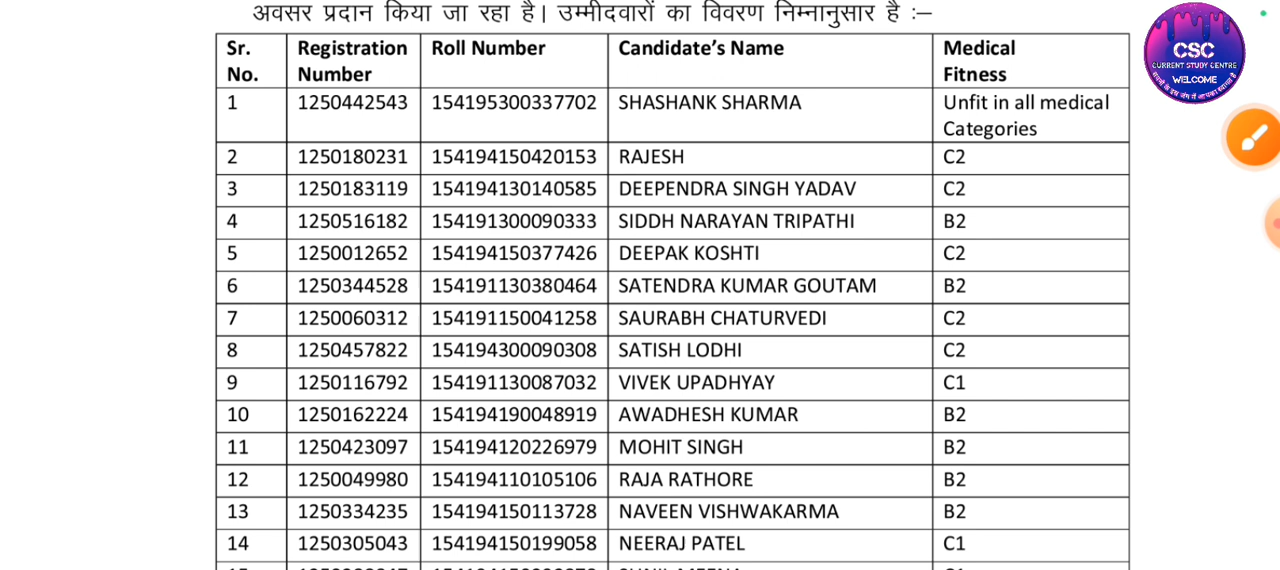 अवसर प्रदान किया जा रहा है। उम्मीदवारों का विवरण निम्नानुसार है :–
Sr. No. Registration Number Roll Number Candidate's Name Medical Fitness
1 1250442543 154195300337702 SHASHANK SHARMA Unfit in all medical Categories
2 1250180231 154194150420153 RAJESH C2
3 1250183119 154194130140585 DEEPENDRA SINGH YADAV C2
4 1250516182 154191300090333 SIDDH NARAYAN TRIPATHI B2
5 1250012652 154194150377426 DEEPAK KOSHTI C2
6 1250344528 154191130380464 SATENDRA KUMAR GOUTAM B2
7 1250060312 154191150041258 SAURABH CHATURVEDI C2
8 1250457822 154194300090308 SATISH LODHI C2
9 1250116792 154191130087032 VIVEK UPADHYAY C1
10 1250162224 154194190048919 AWADHESH KUMAR B2
11 1250423097 154194120226979 MOHIT SINGH B2
12 1250049980 154194110105106 RAJA RATHORE B2
13 1250334235 154194150113728 NAVEEN VISHWAKARMA B2
14 1250305043 154194150199058 NEERAJ PATEL C1
CSC
CURRENT STUDY CENTRE
WELCOME